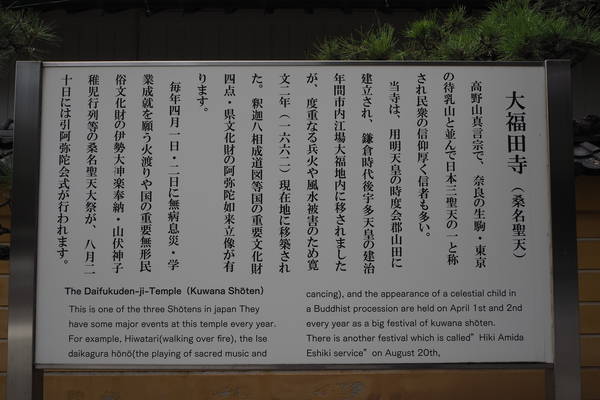 大福田寺（桑名聖天）
高野山真言宗で、奈良の生駒・東京
の待乳山と並んで日本三聖天の一と称
され民衆の信仰厚く信者も多い。
当寺は、用明天皇の時度会郡山田に
建立され、鎌倉時代後宇多天皇の建治
年間市内江場大福地内に移されました
が、度重なる兵火や風水被害のため寛
文二年（一六六二）現在地に移築され
た。釈迦八相成道図等国の重要文化財
四点・県文化財の阿弥陀如来立像が有
ります。
毎年四月一日・二日に無病息災・学
業成就を願う火渡りや国の重要無形民
俗文化財の伊勢大神楽奉納・山伏神子
稚児行列等の桑名聖天大祭が、八月二
十日には引阿弥陀会式が行われます。
The Daifukuden-ji-Temple (Kuwana Shōten)
This is one of the three Shōtens in japan They
have some major events at this temple every year.
For example, Hiwatari(walking over fire), the Ise
daikagura hōnō(the playing of sacred music and
cancing), and the appearance of a celestial child in
a Buddhist procession are held on April 1st and 2nd
every year as a big festival of kuwana shōten.
There is another festival which is called" Hiki Amida
Eshiki service" on August 20th,